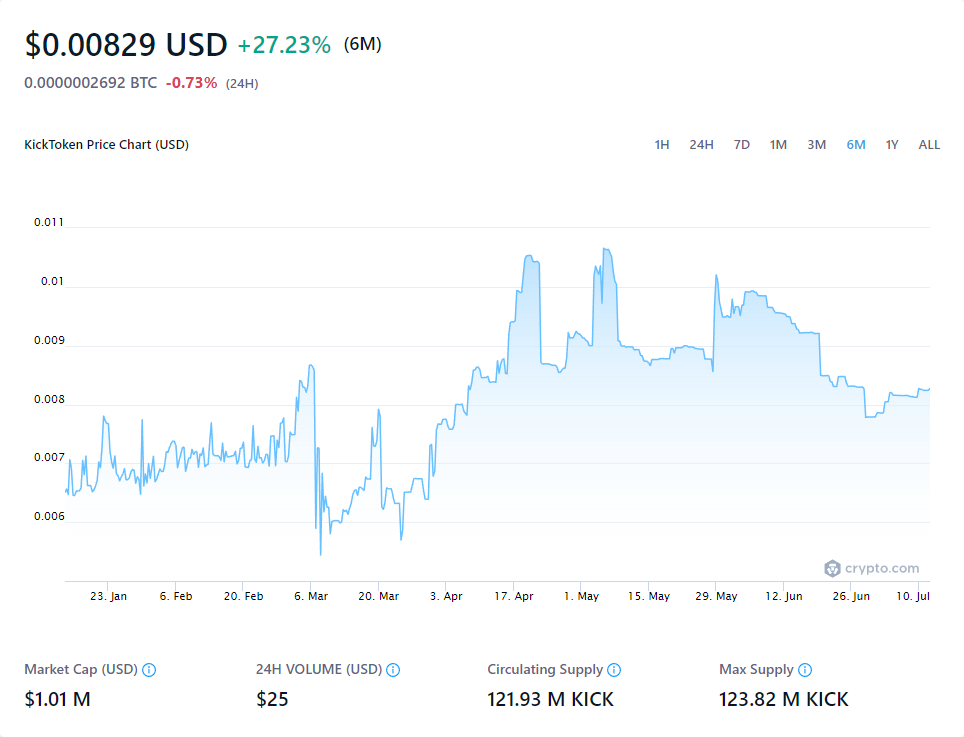 $0.00829 USD +27.23% (6M)
0.0000002692 BTC -0.73% (24H)
KickToken Price Chart (USD) 1H 24H 7D 1M 3M 6M 1Y ALL
0.011
0.01
0.009
0.008
0.007
0.006
crypto.com
23. Jan 6. Feb 20. Feb 6. Mar 20. Mar 3. Apr 17. Apr 1. May 15. May 29. May 12. Jun 26. Jun 10. Jul
Market Cap (USD) 24H VOLUME (USD) Circulating Supply Max Supply
$1.01 M $25 121.93 M KICK 123.82 M KICK